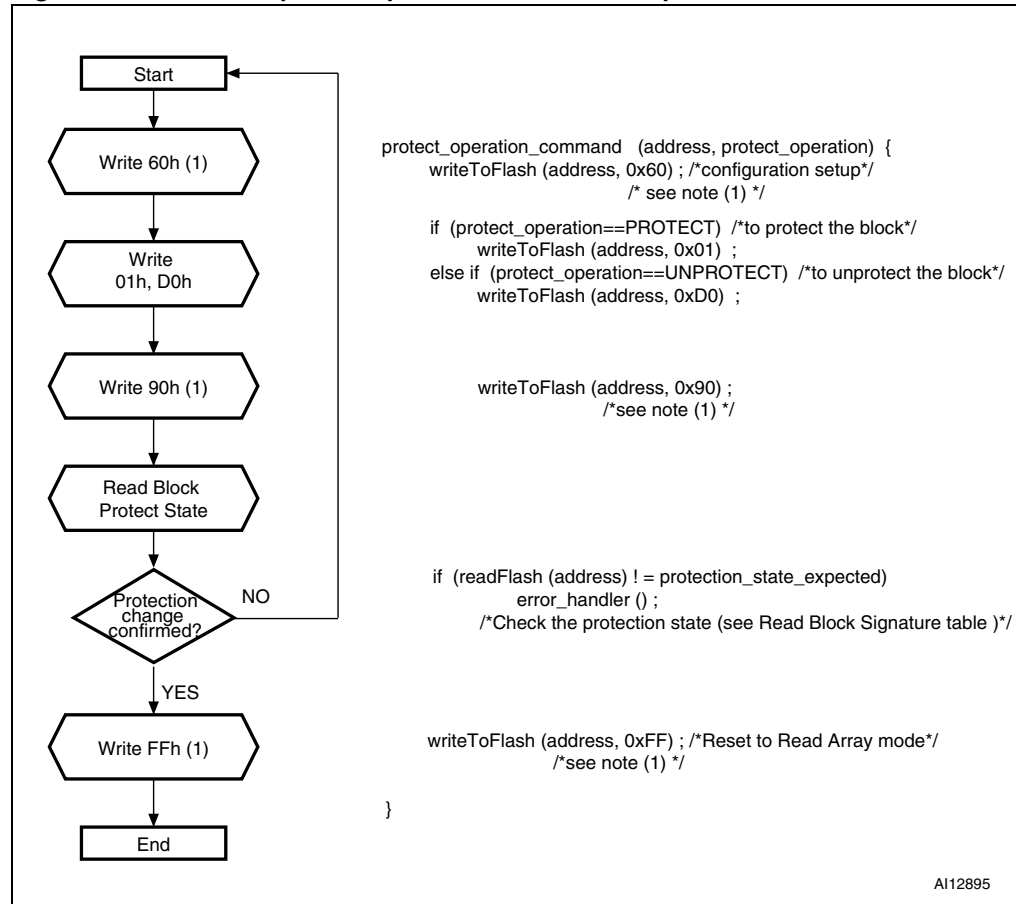 Start
Write 60h (1)
Write
01h, D0h
Write 90h (1)
Read Block
Protect State
Protection
change
confirmed?
NO
YES
Write FFh (1)
End
protect_operation_command (address, protect_operation) {
writeToFlash (address, 0x60) ; /*configuration setup*/
/* see note (1) */
if (protect_operation==PROTECT) /*to protect the block*/
writeToFlash (address, 0x01) ;
else if (protect_operation==UNPROTECT) /*to unprotect the block*/
writeToFlash (address, 0xD0) ;
writeToFlash (address, 0x90) ;
/*see note (1) */
if (readFlash (address) ! = protection_state_expected)
error_handler () ;
/*Check the protection state (see Read Block Signature table )*/
writeToFlash (address, 0xFF) ; /*Reset to Read Array mode*/
/*see note (1) */
}
AI12895